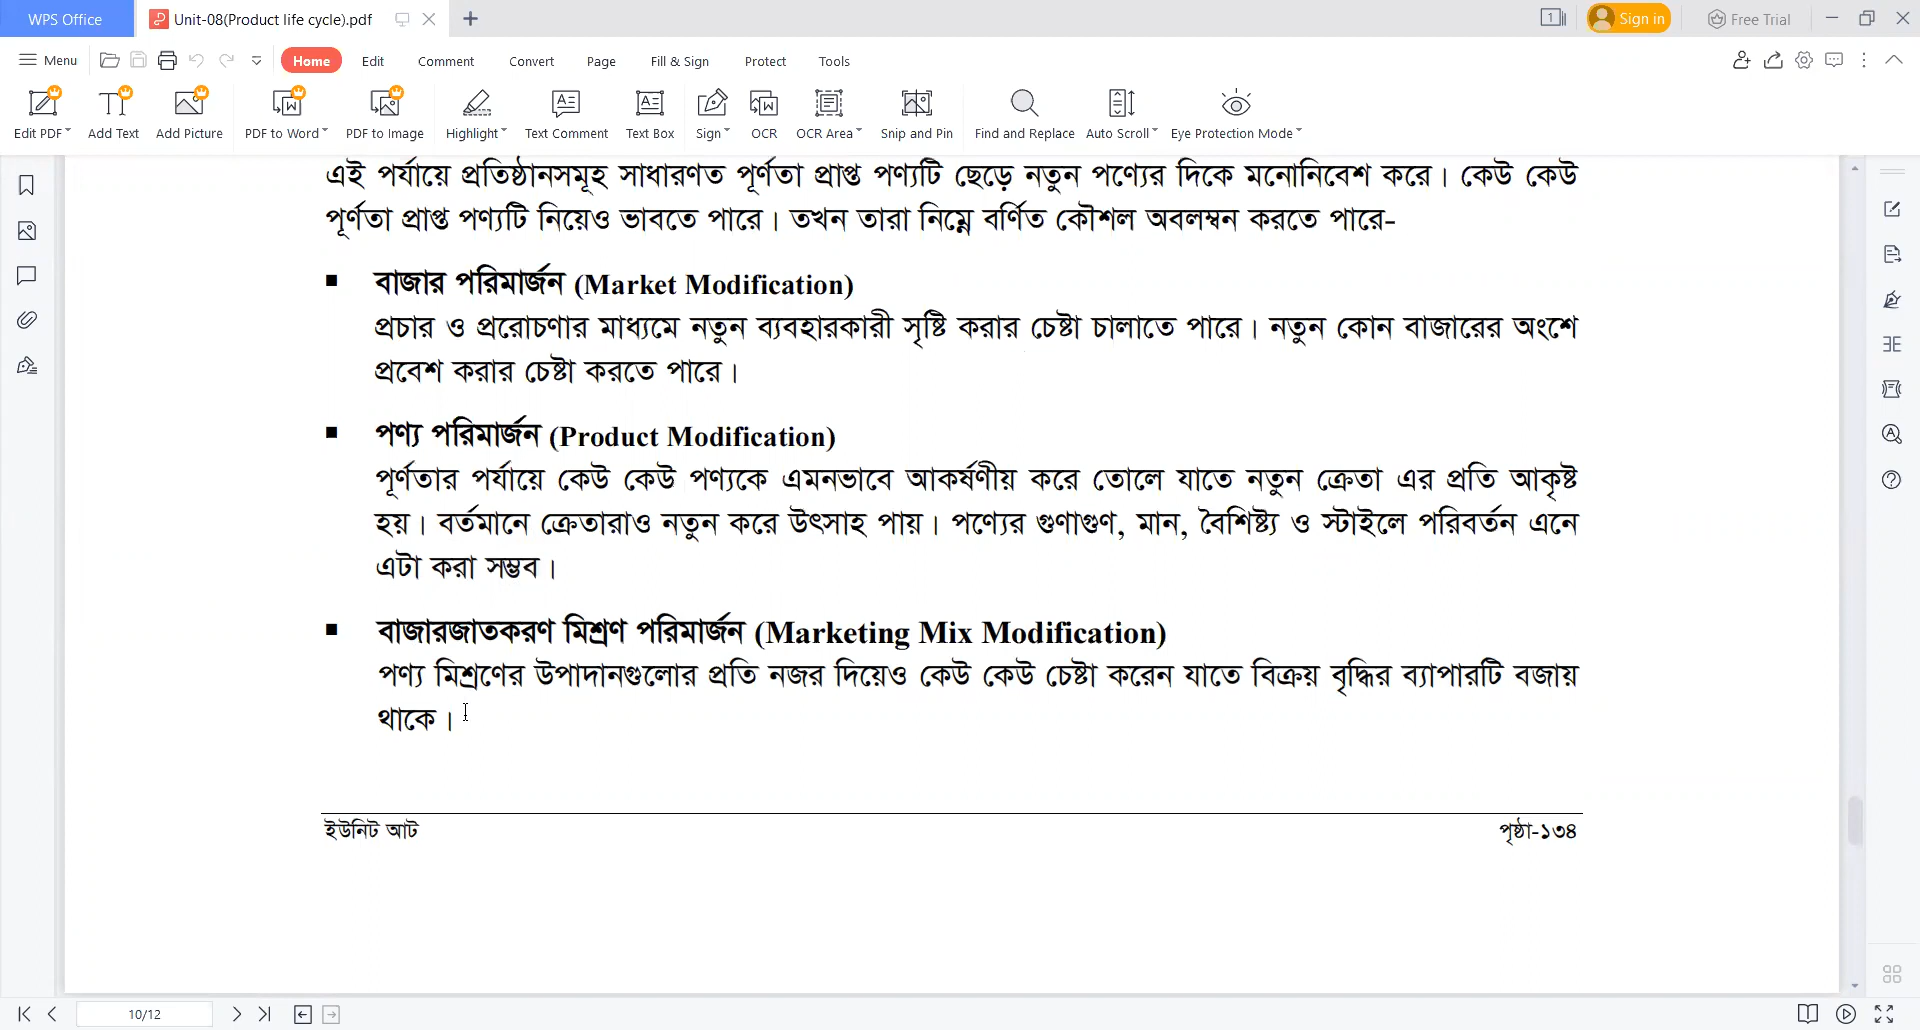 WPS Office
Unit-08(Product life cycle).pdf
Sign in
Free Trial
Menu
Home
Edit
Comment
Convert
Page
Fill & Sign
Protect
Tools
Edit PDF
Add Text
Add Picture
PDF to Word
PDF to Image
Highlight
Text Comment
Text Box
Sign
OCR
OCR Area
Snip and Pin
Find and Replace
Auto Scroll
Eye Protection Mode
এই পর্যায়ে প্রতিষ্ঠানসমূহ সাধারণত পূর্ণতা প্রাপ্ত পণ্যটি ছেড়ে নতুন পণ্যের দিকে মনোনিবেশ করে। কেউ কেউ
পূর্ণতা প্রাপ্ত পণ্যটি নিয়েও ভাবতে পারে। তখন তারা নিম্নে বর্ণিত কৌশল অবলম্বন করতে পারে-
▪ বাজার পরিমার্জন (Market Modification)
প্রচার ও প্ররোচণার মাধ্যমে নতুন ব্যবহারকারী সৃষ্টি করার চেষ্টা চালাতে পারে। নতুন কোন বাজারের অংশে
প্রবেশ করার চেষ্টা করতে পারে।
▪ পণ্য পরিমার্জন (Product Modification)
পূর্ণতার পর্যায়ে কেউ কেউ পণ্যকে এমনভাবে আকর্ষণীয় করে তোলে যাতে নতুন ক্রেতা এর প্রতি আকৃষ্ট
হয়। বর্তমানে ক্রেতারাও নতুন করে উৎসাহ পায়। পণ্যের গুণাগুণ, মান, বৈশিষ্ট্য ও স্টাইলে পরিবর্তন এনে
এটা করা সম্ভব।
▪ বাজারজাতকরণ মিশ্রণ পরিমার্জন (Marketing Mix Modification)
পণ্য মিশ্রণের উপাদানগুলোর প্রতি নজর দিয়েও কেউ কেউ চেষ্টা করেন যাতে বিক্রয় বৃদ্ধির ব্যাপারটি বজায়
থাকে।
ইউনিট আট
পৃষ্ঠা-১৩৪
10/12